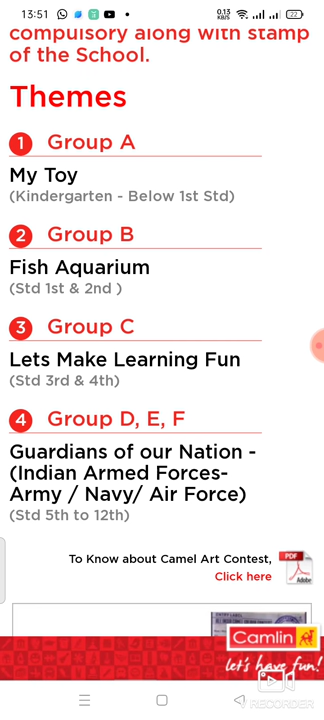 13:51
0.13
KB/S
22
compulsory along with stamp
of the School.
Themes
1 Group A
My Toy
(Kindergarten - Below 1st Std)
2 Group B
Fish Aquarium
(Std 1st & 2nd )
3 Group C
Lets Make Learning Fun
(Std 3rd & 4th)
4 Group D, E, F
Guardians of our Nation -
(Indian Armed Forces-
Army / Navy/ Air Force)
(Std 5th to 12th)
To Know about Camel Art Contest,
Click here
PDF
Adobe
Camlin
let's have fun!
RECORDER